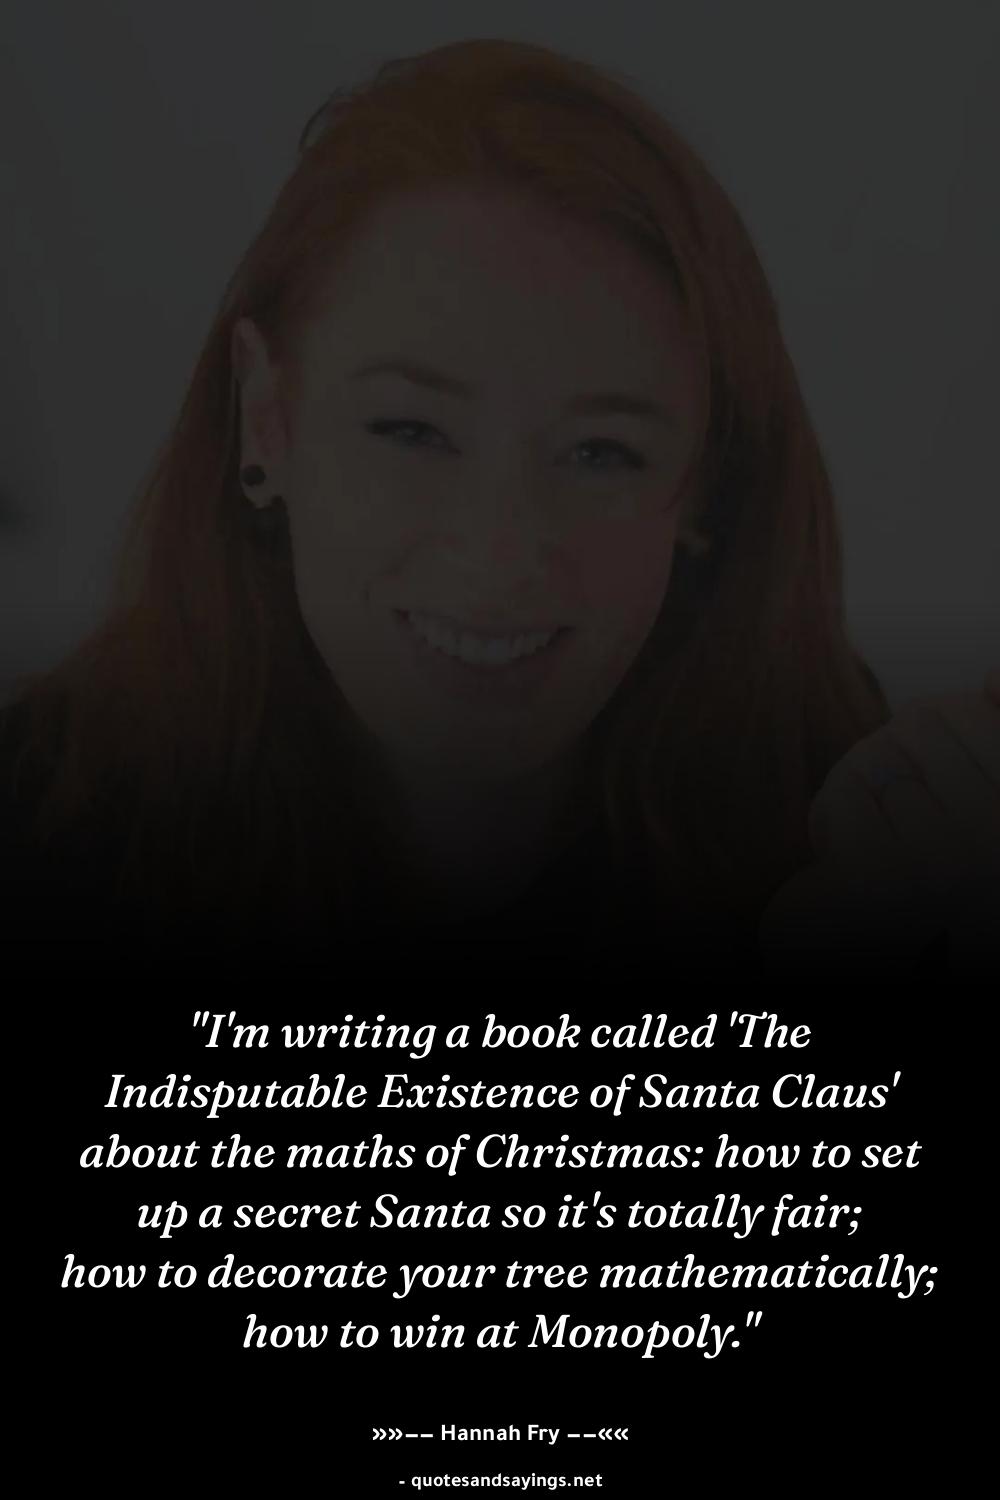 "I'm writing a book called 'The
Indisputable Existence of Santa Claus'
about the maths of Christmas: how to set
up a secret Santa so it's totally fair;
how to decorate your tree mathematically;
how to win at Monopoly."
»»–– Hannah Fry ––««
- quotesandsayings.net